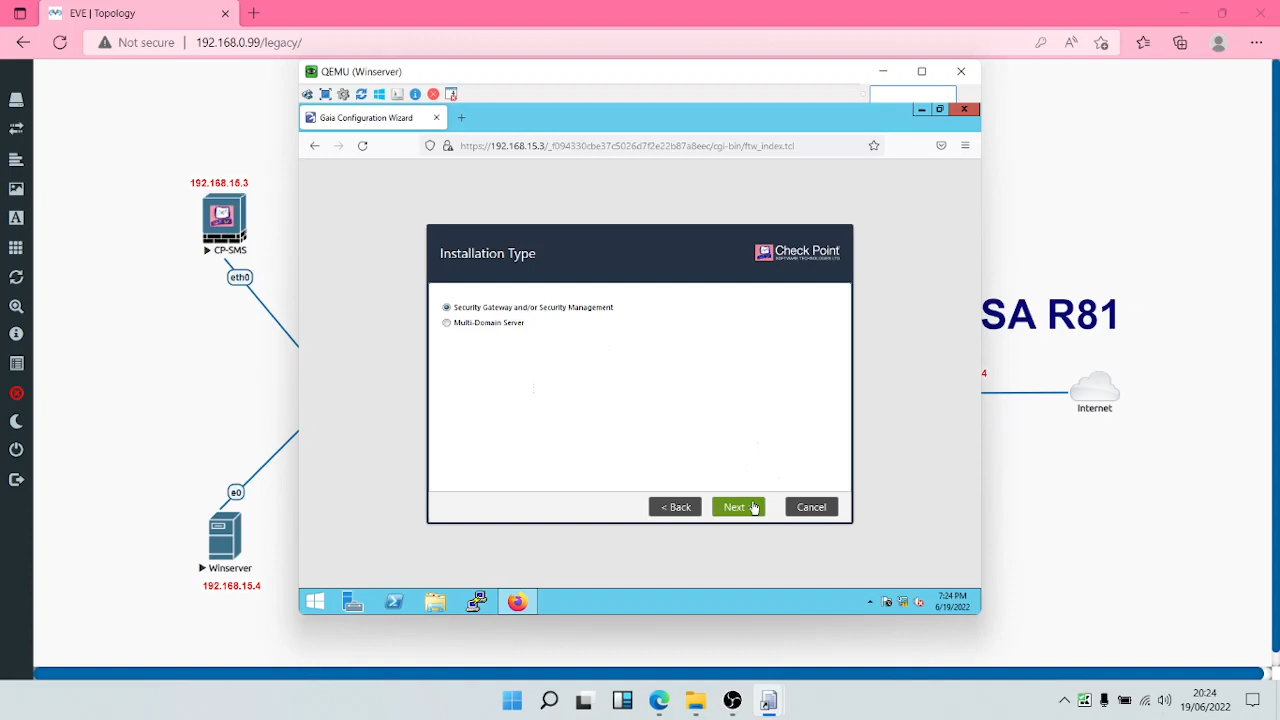 EVE | Topology
Not secure
192.168.0.99/legacy/
QEMU (Winserver)
Gaia Configuration Wizard
https://192.168.15.3/_f094330cbe37c5026d7f2e22b87a8eec/cgi-bin/ftw_index.tcl
192.168.15.3
CP-SMS
eth0
Installation Type
Check Point
SOFTWARE TECHNOLOGIES LTD
Security Gateway and/or Security Management
Multi-Domain Server
SA R81
4
Internet
e0
< Back
Next
Cancel
Winserver
192.168.15.4
7:24 PM
6/19/2022
20:24
19/06/2022